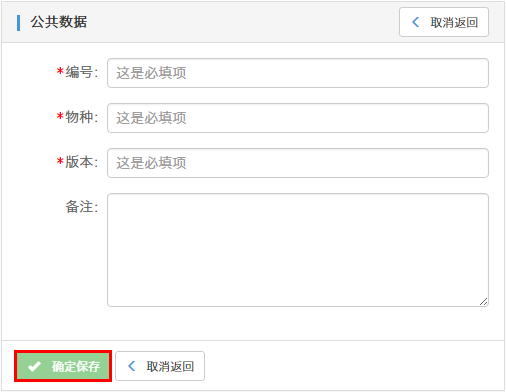 公共数据
取消返回
*编号:
这是必填项
*物种:
这是必填项
*版本:
这是必填项
备注:
确定保存
取消返回